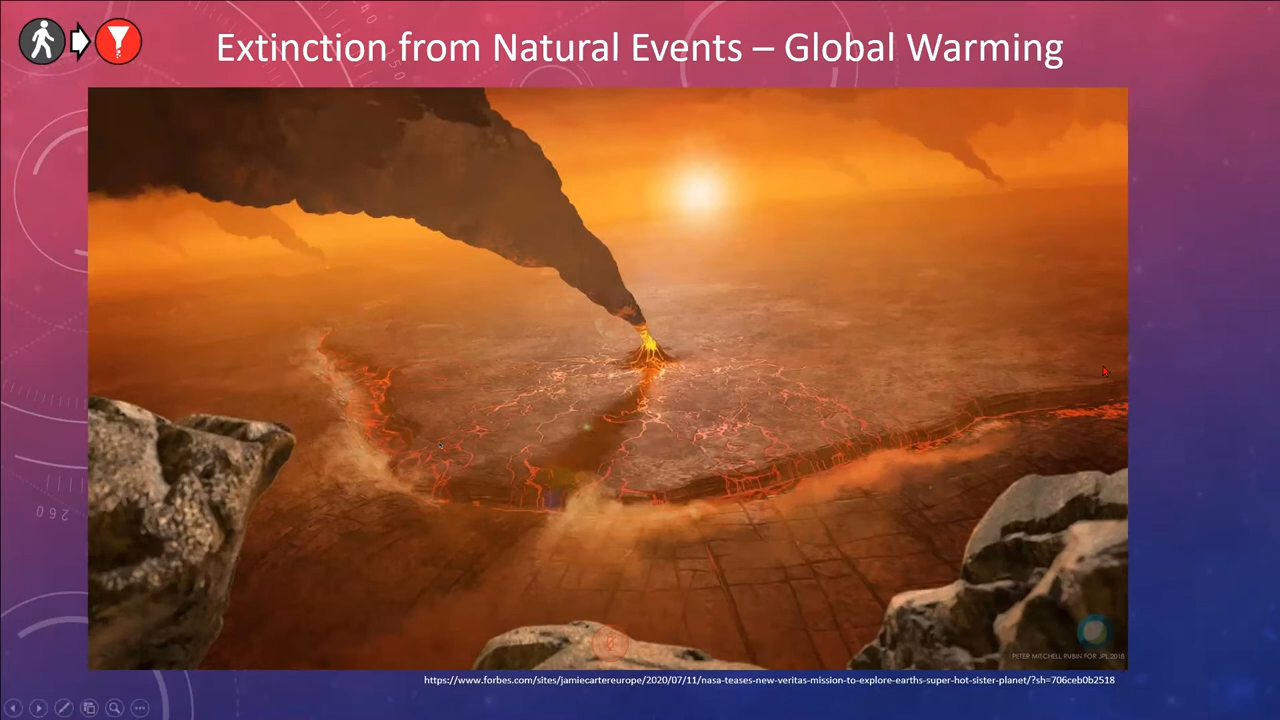 Extinction from Natural Events – Global Warming
260
PETER MITCHELL RUBIN FOR JPL 2018
https://www.forbes.com/sites/jamiecartereurope/2020/07/11/nasa-teases-new-veritas-mission-to-explore-earths-super-hot-sister-planet/?sh=706ceb0b2518